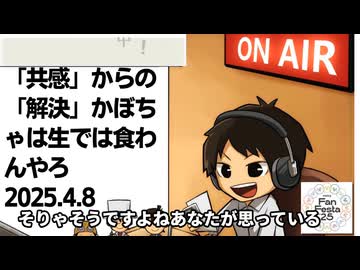 ON AIR
「共感」からの
「解決」かぼち
ゃは生では食わ
んやろ
2025.4.8
Fan
Festa
25
そりゃそうですよねあなたが思っている